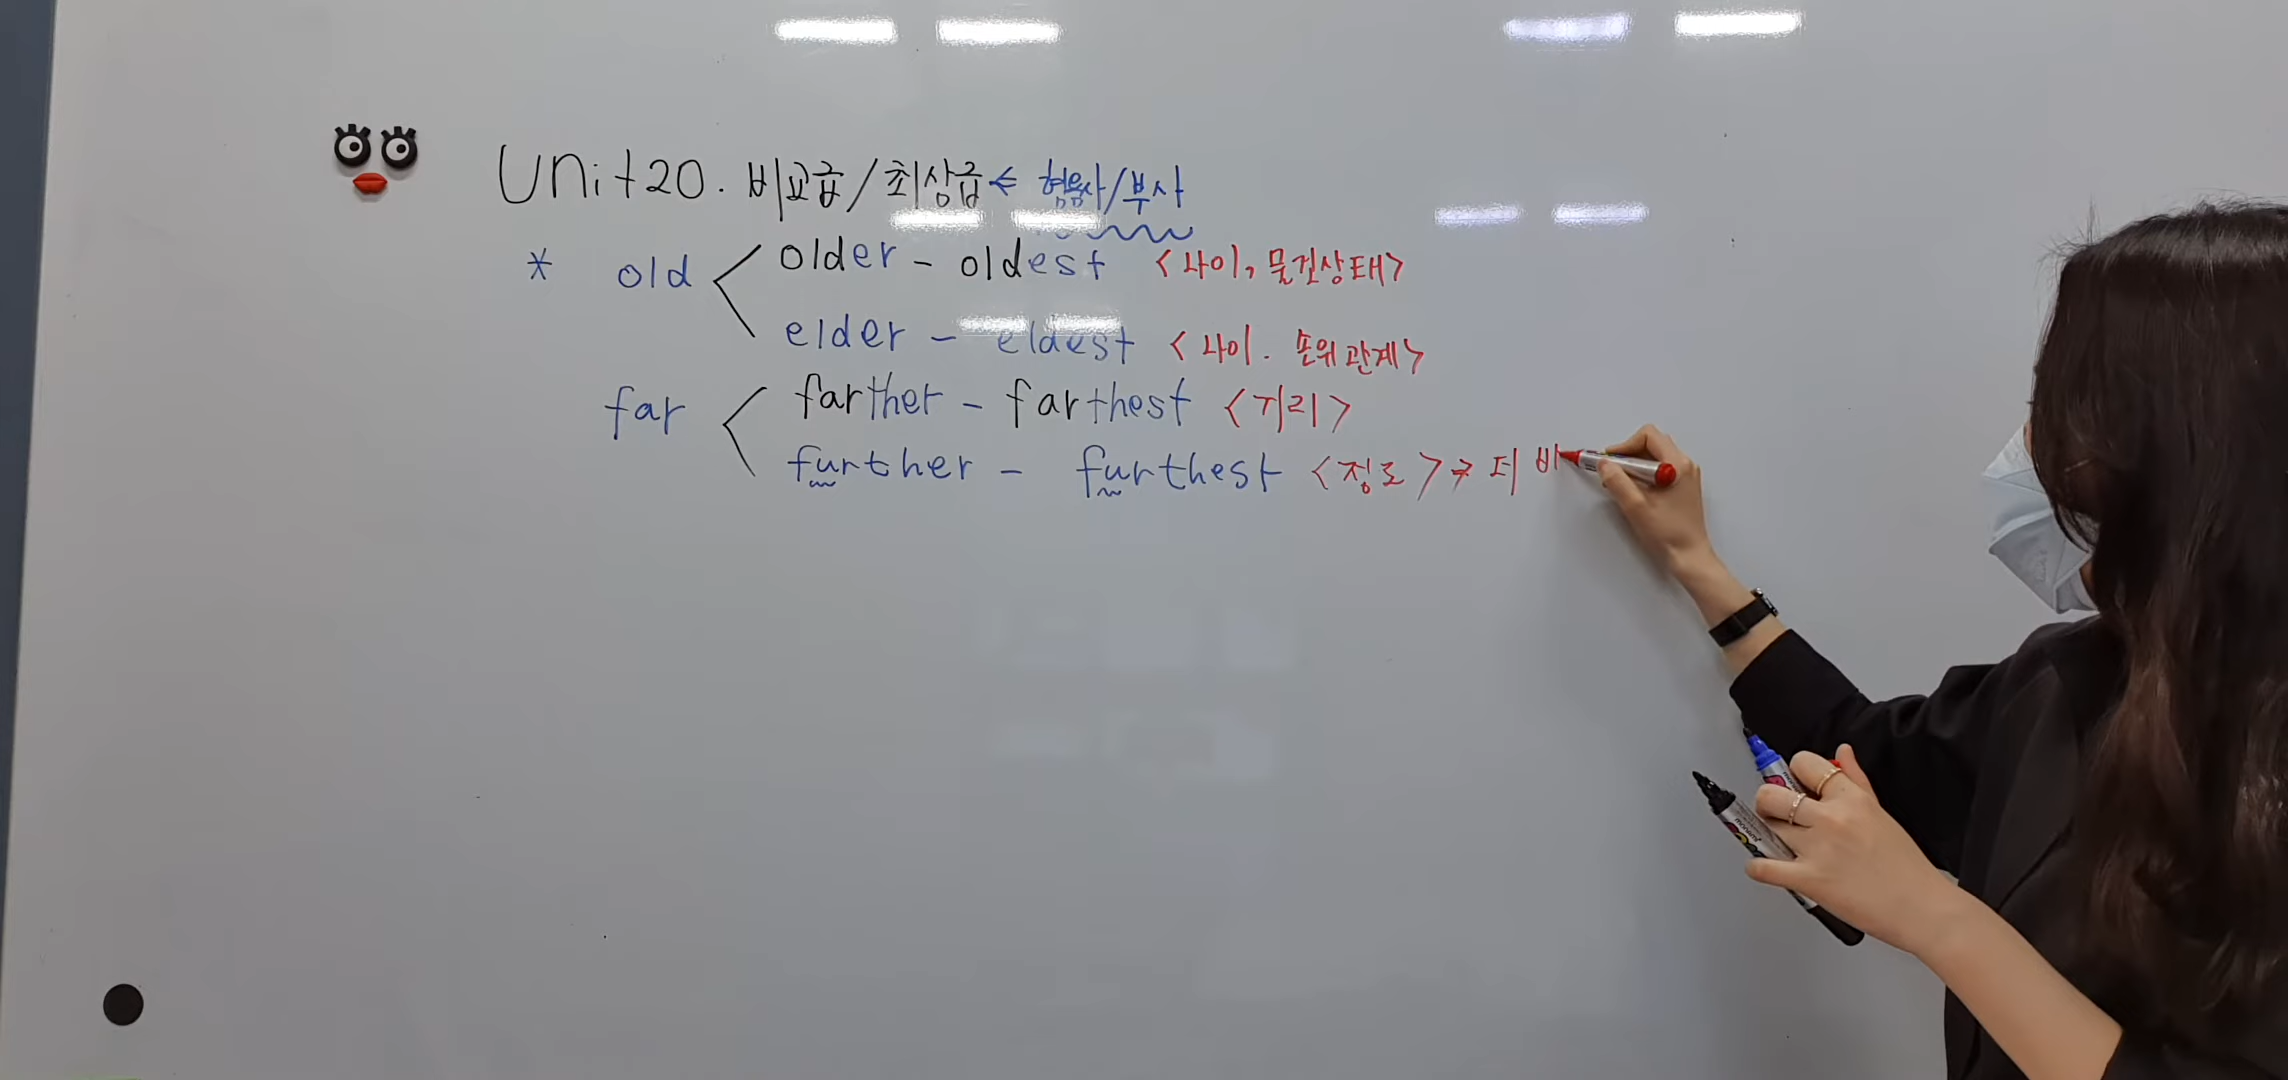 Unit20. 비교급/최상급 ← 형용사/부사
* old < older - oldest <나이, 물건상태>
elder - eldest <나이. 손위관계>
far < farther - farthest <거리>
further - furthest <정도> → 더
monami